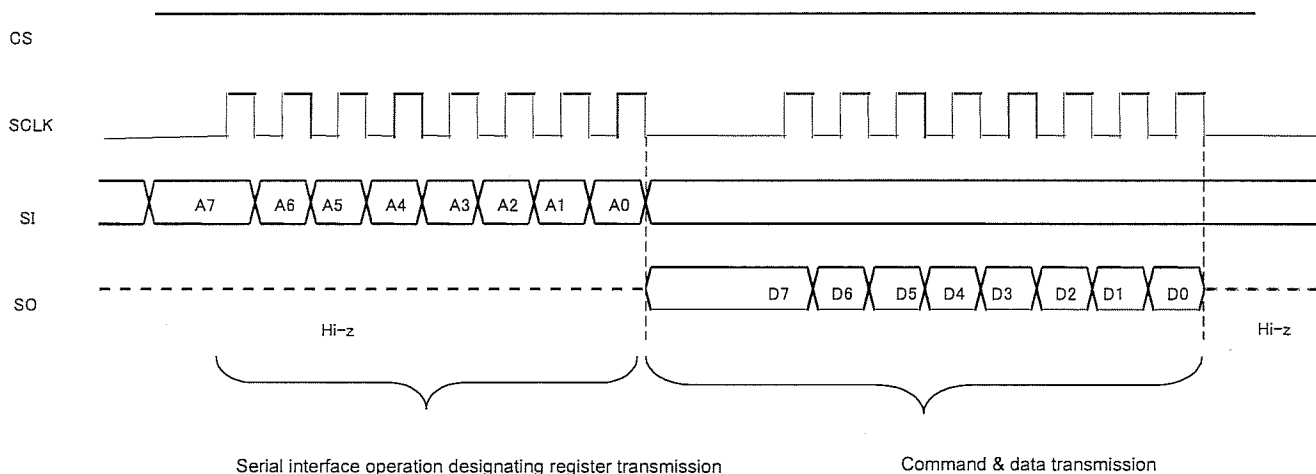 CS
SCLK
SI
A7 A6 A5 A4 A3 A2 A1 A0
SO
D7 D6 D5 D4 D3 D2 D1 D0
Hi-z Hi-z
Serial interface operation designating register transmission Command & data transmission